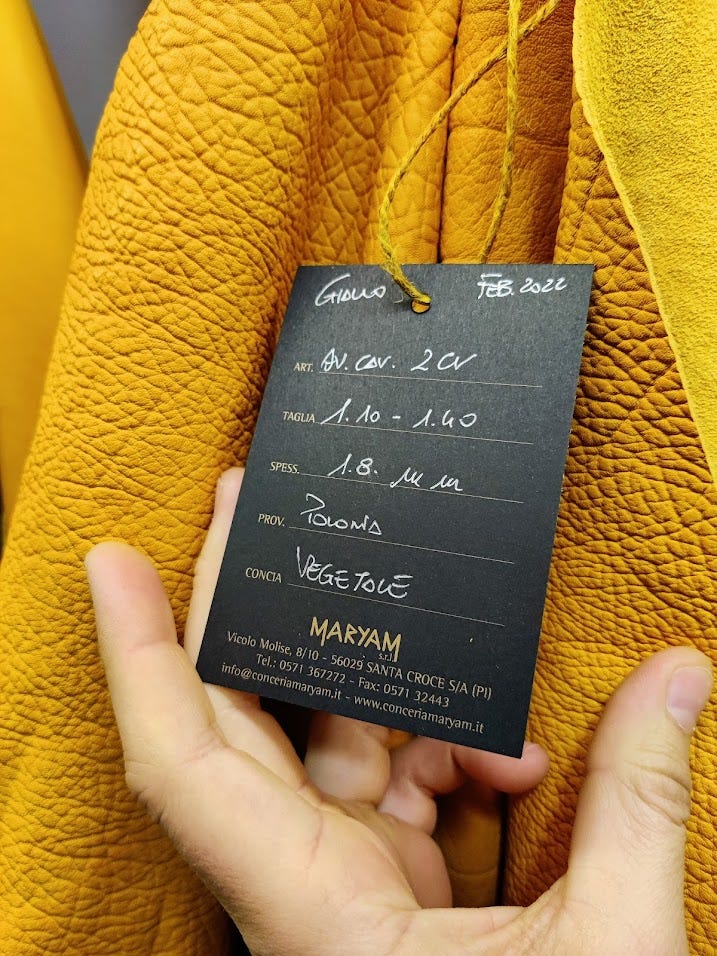 Giallo FEB. 2022
ART. AV. CAV. 2 CV
TAGLIA 1.10 - 1.40
SPESS. 1.8. mm
PROV. POLONIA
CONCIA VEGETALE
MARYAM
s.r.l.
Vicolo Molise, 8/10 - 56029 SANTA CROCE S/A (PI)
Tel.: 0571 367272 - Fax: 0571 32443
info@conceriamaryam.it - www.conceriamaryam.it